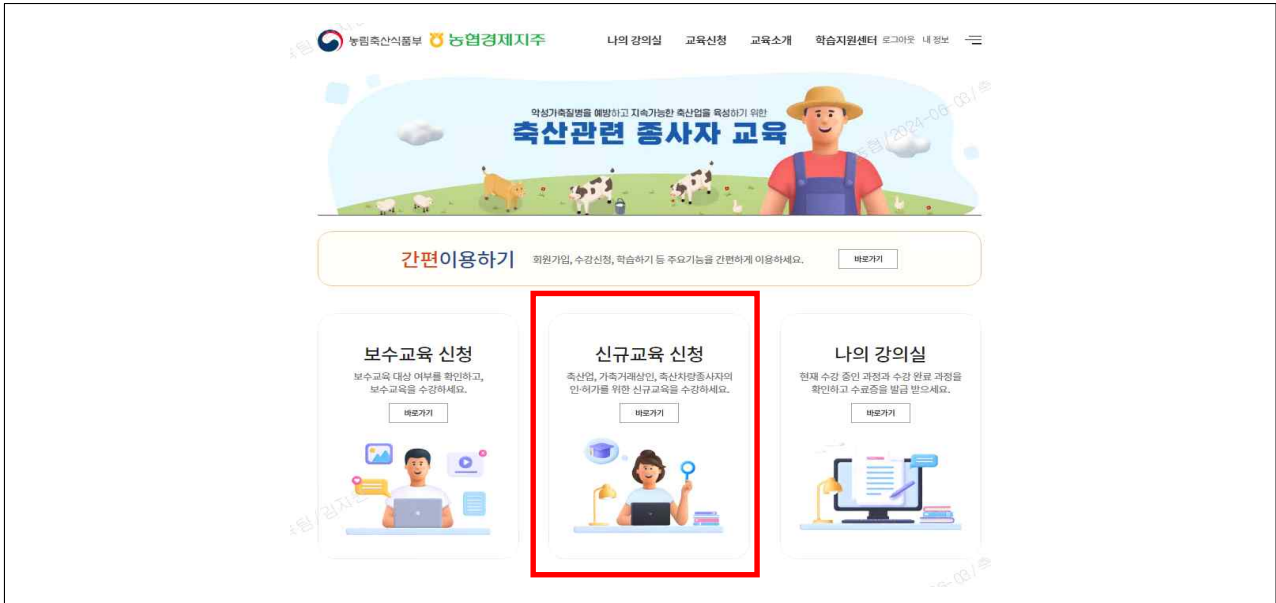 농림축산식품부 농협경제지주 나의 강의실 교육신청 교육소개 학습지원센터 로그아웃 내 정보
악성가축질병을 예방하고 지속가능한 축산업을 육성하기 위한
축산관련 종사자 교육
간편이용하기 회원가입, 수강신청, 학습하기 등 주요기능을 간편하게 이용하세요. 바로가기
보수교육 신청
보수교육 대상 여부를 확인하고,
보수교육을 수강하세요.
바로가기
신규교육 신청
축산업, 가축거래상인, 축산차량종사자의
인·허가를 위한 신규교육을 수강하세요.
바로가기
나의 강의실
현재 수강 중인 과정과 수강 완료 과정을
확인하고 수료증을 발급 받으세요.
바로가기